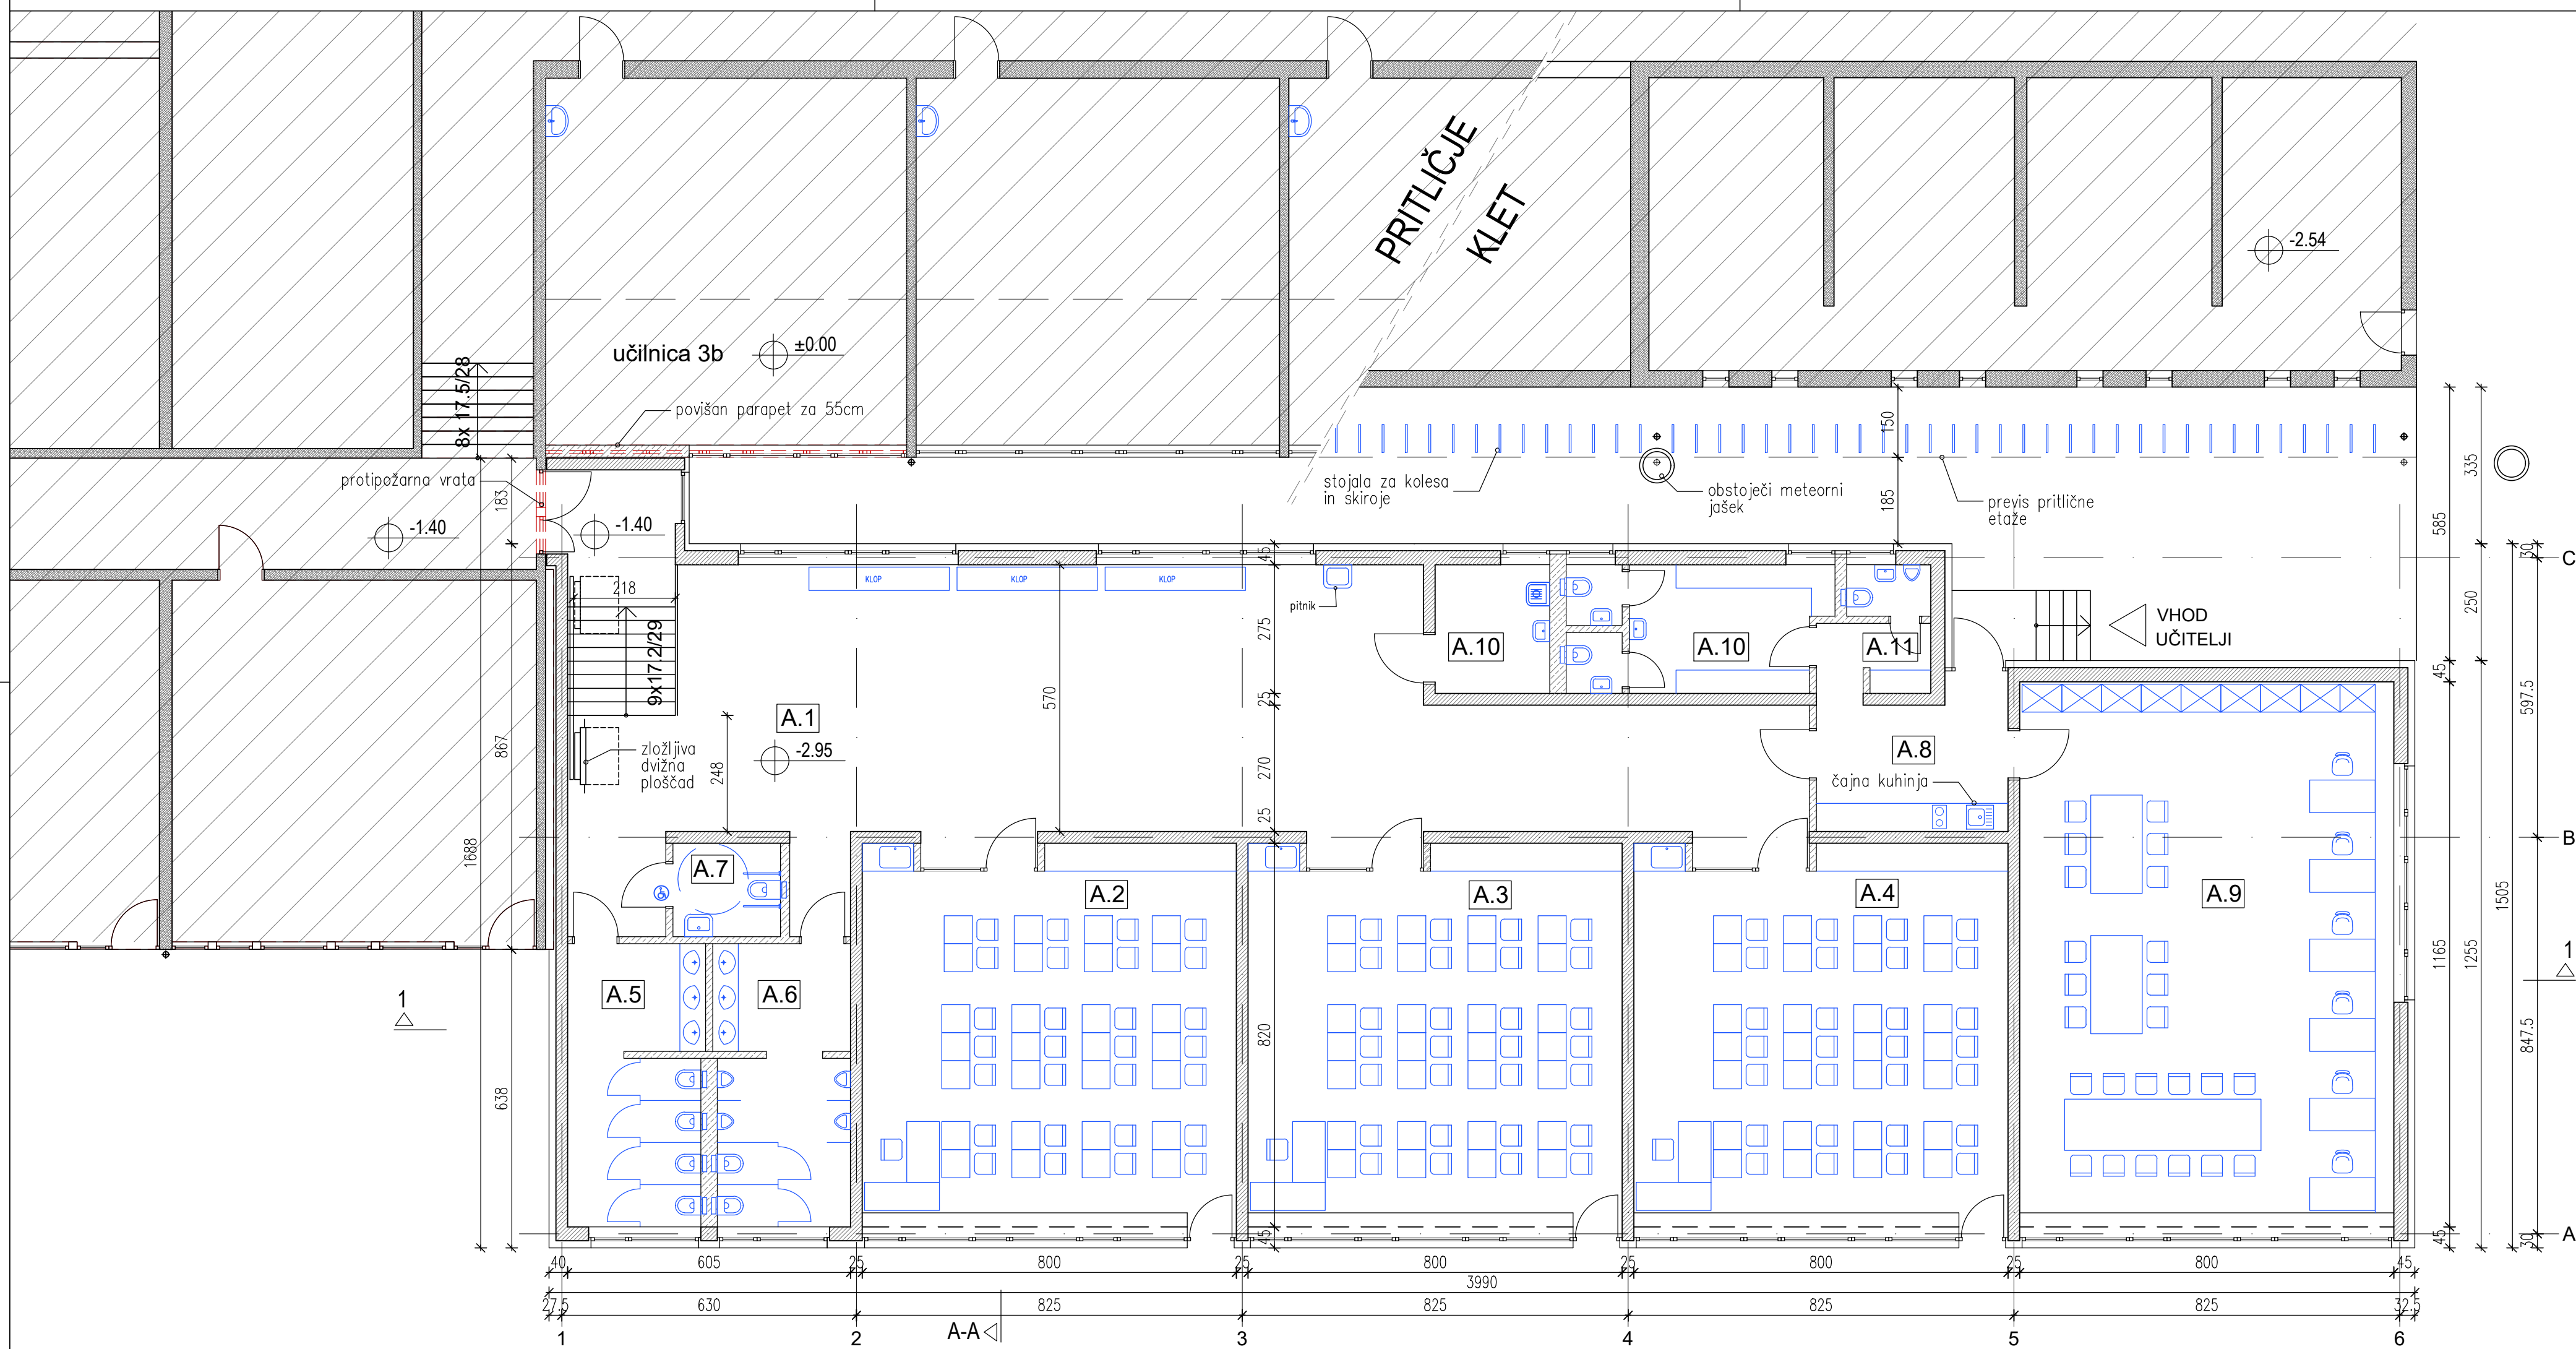 PRITLIČJE
KLET
-2.54
učilnica 3b
±0.00
8x 17.5/28
povišan parapet za 55cm
protipožarna vrata
183
-1.40
-1.40
stojala za kolesa
in skiroje
obstoječi meteorni
jašek
previs pritlične
etaže
150
185
335
585
30
C
45
KLOP
KLOP
KLOP
pitnik
218
9x17.2/29
275
250
VHOD
UČITELJI
A.10
A.10
A.11
A.1
570
25
45
597.5
-2.95
zložljiva
dvižna
ploščad
248
867
270
A.8
čajna kuhinja
25
B
1688
A.7
A.2
A.3
A.4
A.9
1505
1165
1255
1
A.5
A.6
1
820
847.5
638
45
45
30
A
40
605
25
800
25
800
25
800
25
800
45
3990
27.5
630
825
825
825
825
32.5
A-A
1
2
3
4
5
6